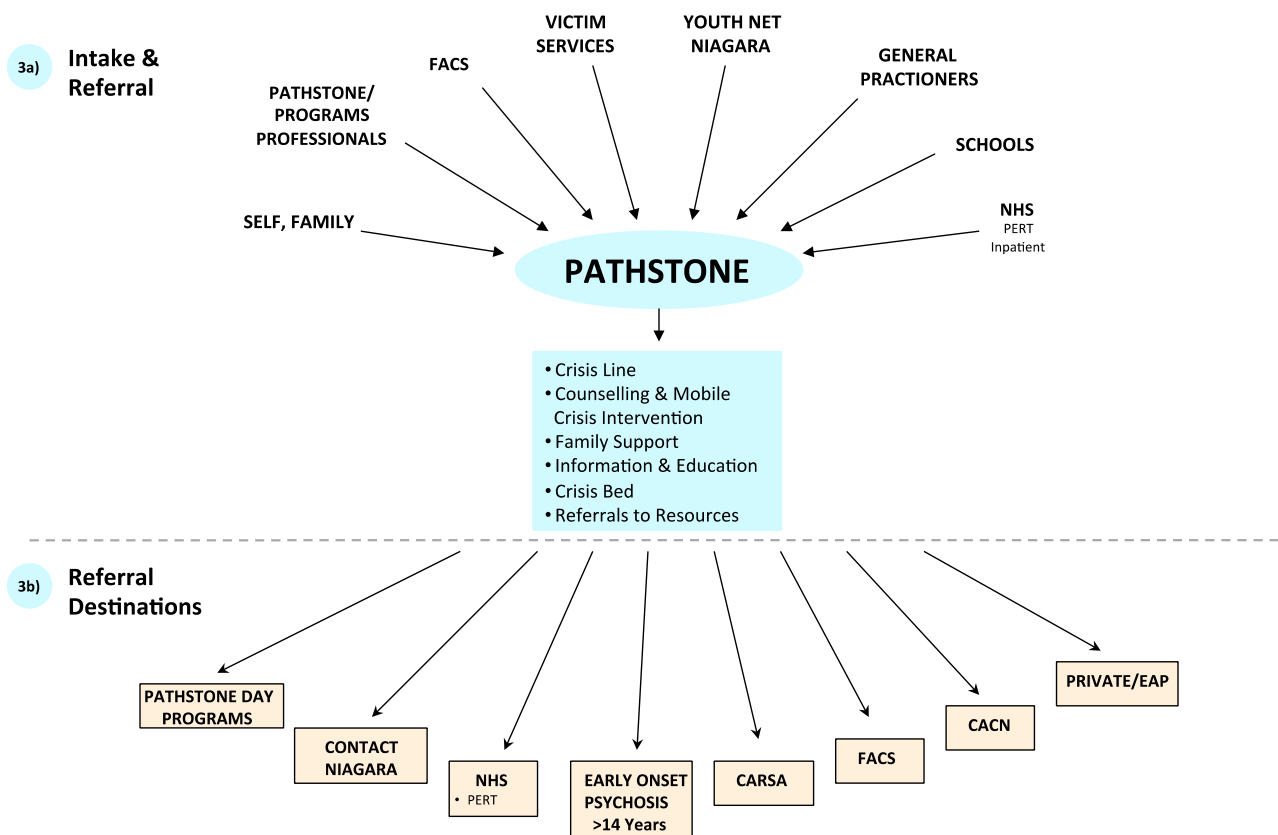 3a)
Intake &
Referral
VICTIM
SERVICES
YOUTH NET
NIAGARA
FACS
GENERAL
PRACTIONERS
PATHSTONE/
PROGRAMS
PROFESSIONALS
SCHOOLS
SELF, FAMILY
NHS
PERT
Inpatient
PATHSTONE
• Crisis Line
• Counselling & Mobile
Crisis Intervention
• Family Support
• Information & Education
• Crisis Bed
• Referrals to Resources
3b)
Referral
Destinations
PATHSTONE DAY
PROGRAMS
CONTACT
NIAGARA
NHS
• PERT
EARLY ONSET
PSYCHOSIS
>14 Years
CARSA
FACS
CACN
PRIVATE/EAP